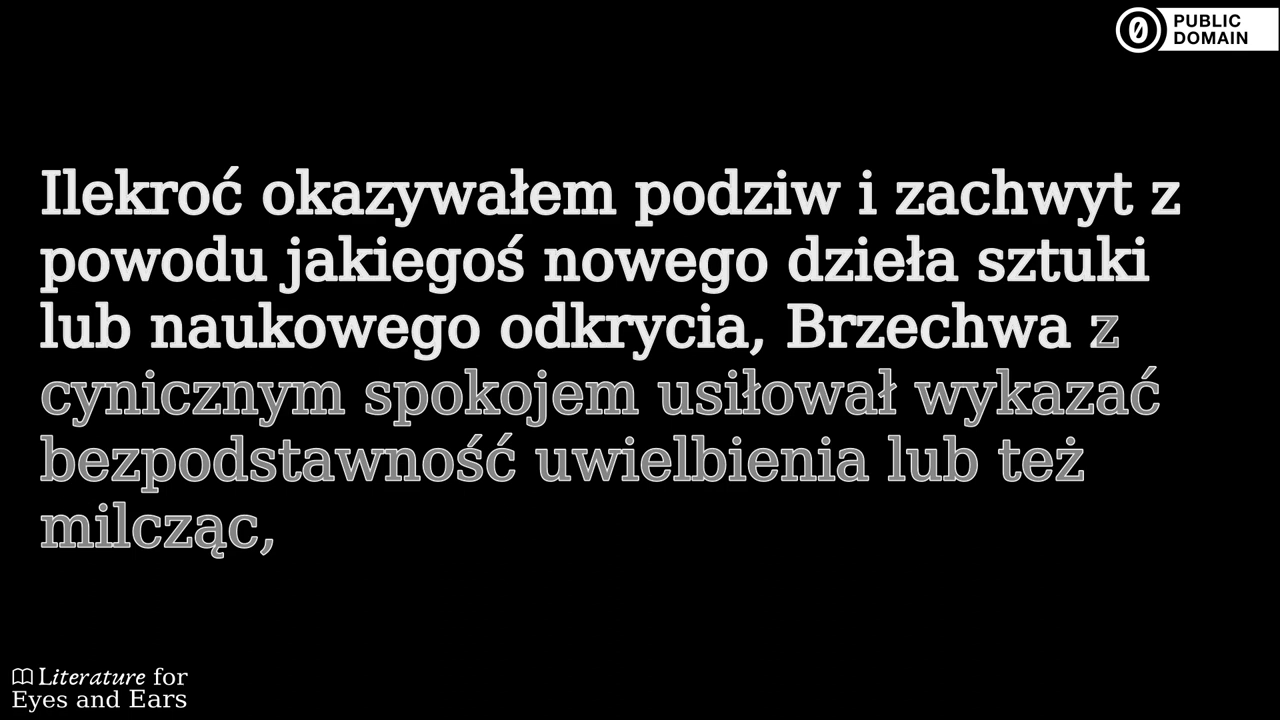 PUBLIC
DOMAIN
Ilekroć okazywałem podziw i zachwyt z
powodu jakiegoś nowego dzieła sztuki
lub naukowego odkrycia, Brzechwa z
cynicznym spokojem usiłował wykazać
bezpodstawność uwielbienia lub też
milcząc,
Literature for
Eyes and Ears